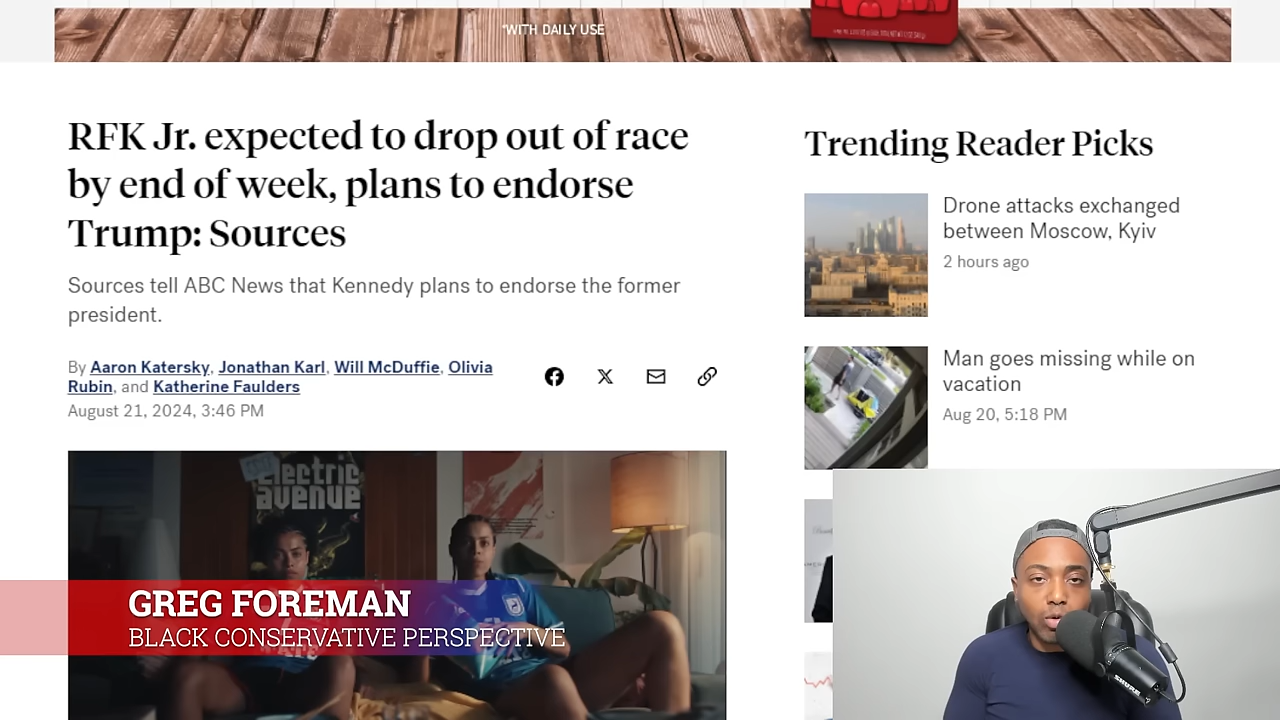 *WITH DAILY USE
RFK Jr. expected to drop out of race
by end of week, plans to endorse
Trump: Sources
Sources tell ABC News that Kennedy plans to endorse the former
president.
By Aaron Katersky, Jonathan Karl, Will McDuffie, Olivia
Rubin, and Katherine Faulders
August 21, 2024, 3:46 PM
Trending Reader Picks
Drone attacks exchanged
between Moscow, Kyiv
2 hours ago
Man goes missing while on
vacation
Aug 20, 5:18 PM
Electric
avenue
GREG FOREMAN
BLACK CONSERVATIVE PERSPECTIVE
SHURE